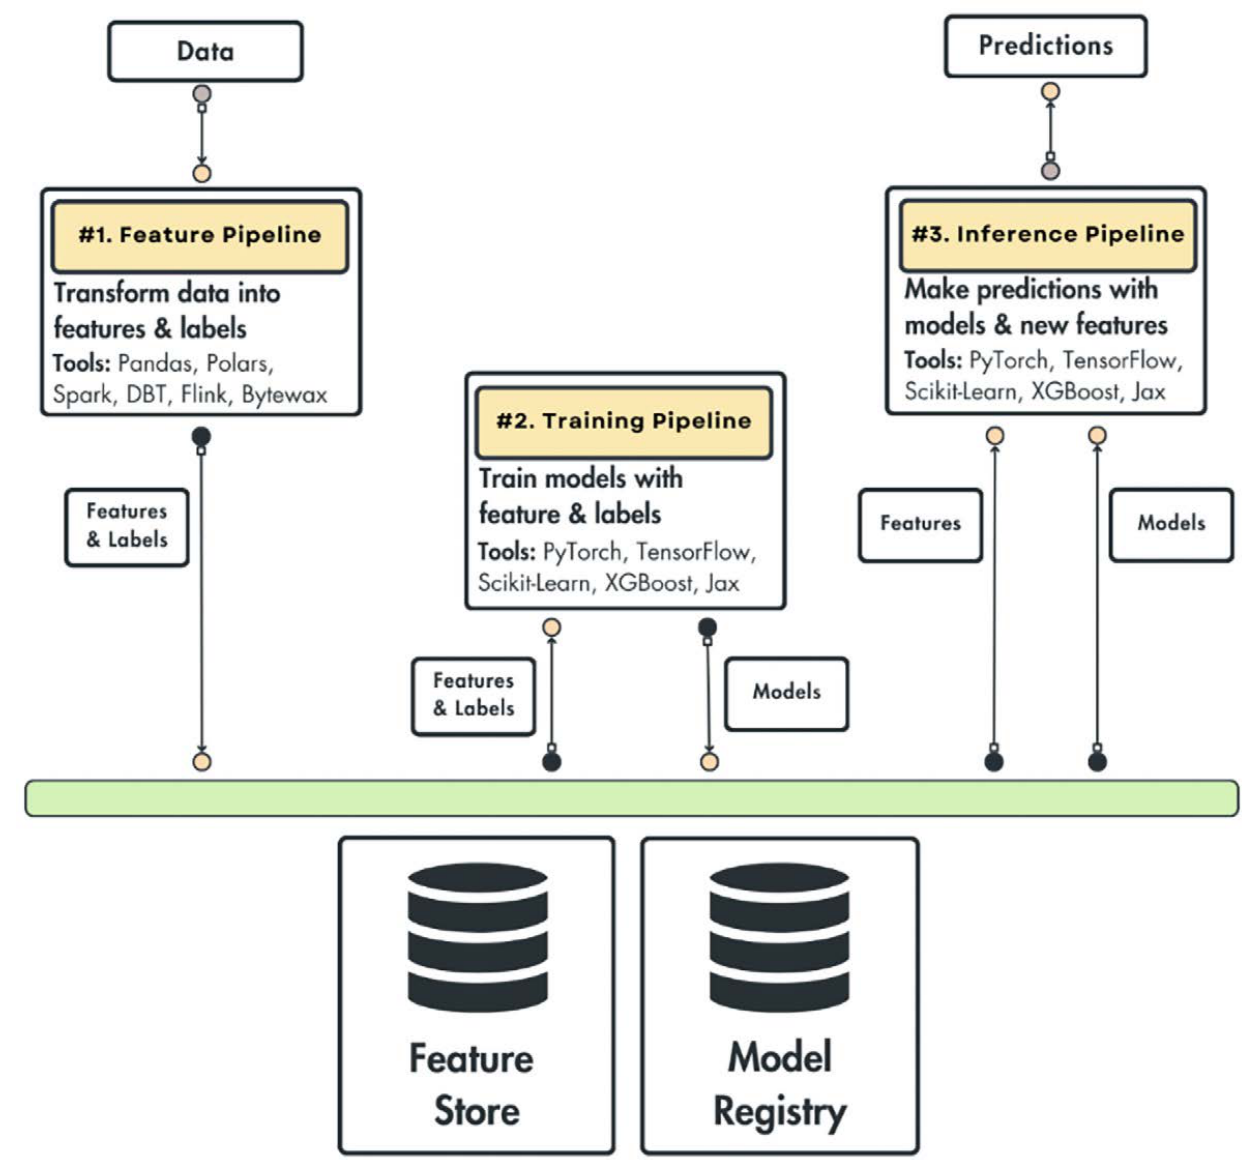 Data
Predictions
#1. Feature Pipeline
Transform data into
features & labels
Tools: Pandas, Polars,
Spark, DBT, Flink, Bytewax
#3. Inference Pipeline
Make predictions with
models & new features
Tools: PyTorch, TensorFlow,
Scikit-Learn, XGBoost, Jax
#2. Training Pipeline
Train models with
feature & labels
Tools: PyTorch, TensorFlow,
Scikit-Learn, XGBoost, Jax
Features
& Labels
Features
Models
Features
& Labels
Models
Feature
Store
Model
Registry